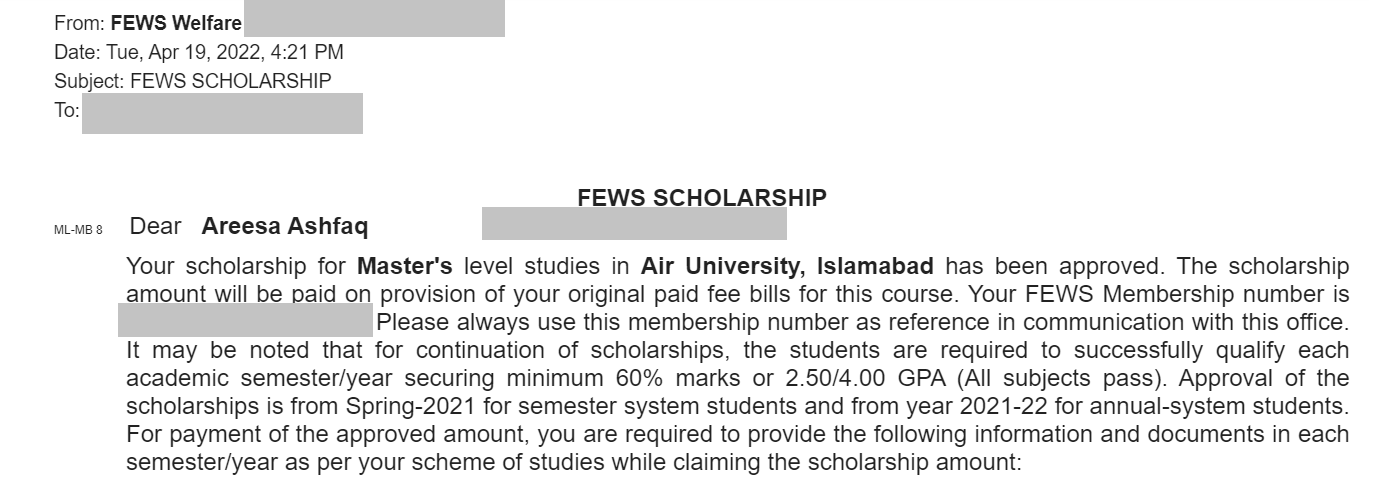 From: FEWS Welfare
Date: Tue, Apr 19, 2022, 4:21 PM
Subject: FEWS SCHOLARSHIP
To:
FEWS SCHOLARSHIP
ML-MB 8 Dear Areesa Ashfaq
Your scholarship for Master's level studies in Air University, Islamabad has been approved. The scholarship
amount will be paid on provision of your original paid fee bills for this course. Your FEWS Membership number is
Please always use this membership number as reference in communication with this office.
It may be noted that for continuation of scholarships, the students are required to successfully qualify each
academic semester/year securing minimum 60% marks or 2.50/4.00 GPA (All subjects pass). Approval of the
scholarships is from Spring-2021 for semester system students and from year 2021-22 for annual-system students.
For payment of the approved amount, you are required to provide the following information and documents in each
semester/year as per your scheme of studies while claiming the scholarship amount: